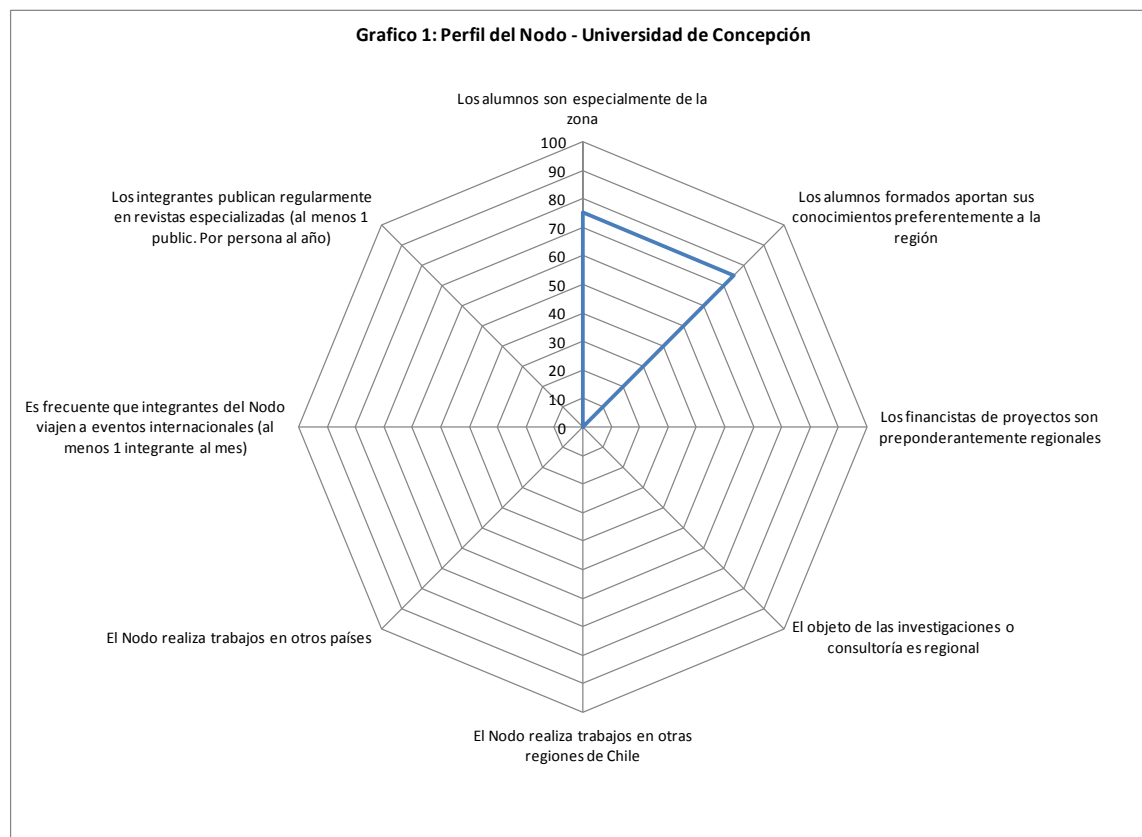 Grafico 1: Perfil del Nodo - Universidad de Concepción
Los alumnos son especialmente de la
zona
100
90
80
70
60
50
40
30
20
10
0
Los alumnos formados aportan sus
conocimientos preferentemente a la
región
Los financistas de proyectos son
preponderantemente regionales
El objeto de las investigaciones o
consultoría es regional
El Nodo realiza trabajos en otras
regiones de Chile
El Nodo realiza trabajos en otros países
Es frecuente que integrantes del Nodo
viajen a eventos internacionales (al
menos 1 integrante al mes)
Los integrantes publican regularmente
en revistas especializadas (al menos 1
public. Por persona al año)